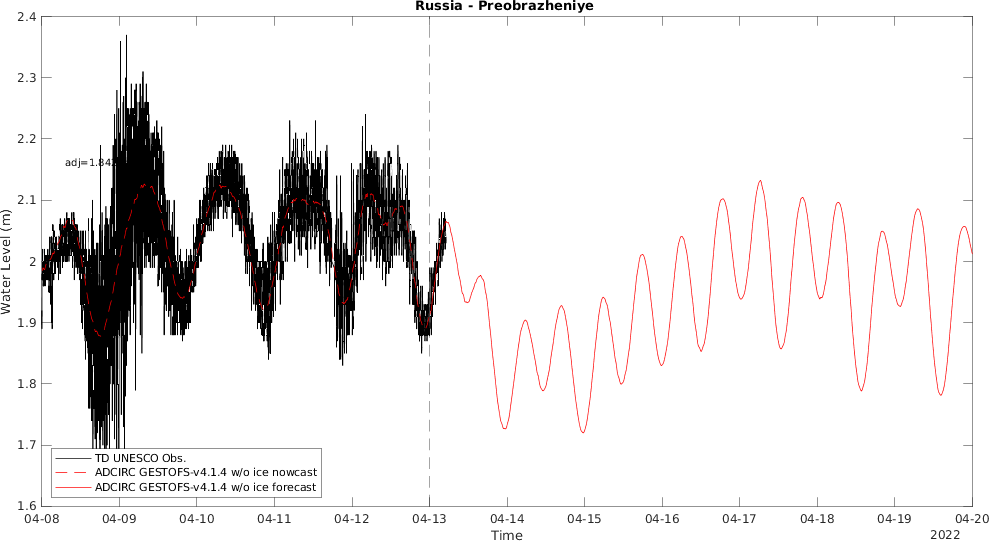 Russia - Preobrazheniye
2.4
2.3
2.2
2.1
2
1.9
1.8
1.7
1.6
Water Level (m)
adj=1.84
TD UNESCO Obs.
ADCIRC GESTOFS-v4.1.4 w/o ice nowcast
ADCIRC GESTOFS-v4.1.4 w/o ice forecast
04-08 04-09 04-10 04-11 04-12 04-13 04-14 04-15 04-16 04-17 04-18 04-19 04-20
Time
2022